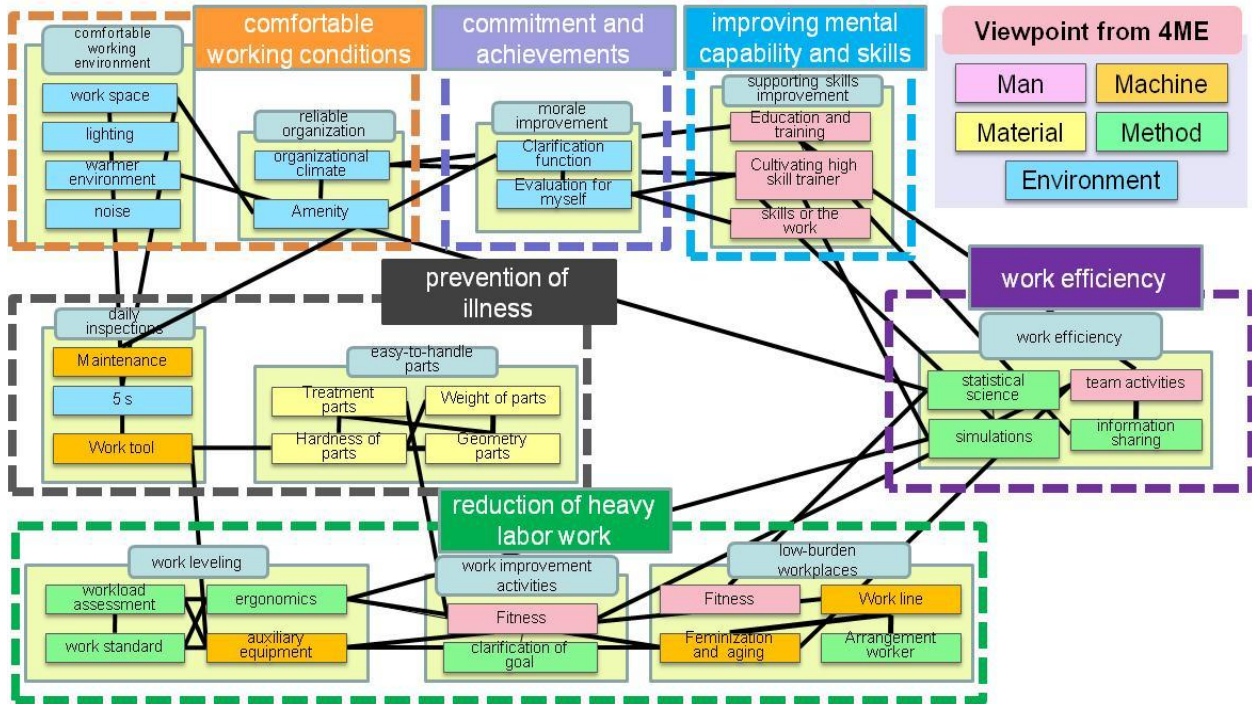 comfortable
working conditions
comfortable
working
environment
work space
lighting
warmer
environment
noise
reliable
organization
organizational
climate
Amenity
commitment and
achievements
morale
improvement
Clarification
function
Evaluation for
myself
improving mental
capability and skills
supporting skills
improvement
Education and
training
Cultivating high
skill trainer
skills or the
work
Viewpoint from 4ME
Man
Machine
Material
Method
Environment
prevention of
illness
daily
inspections
Maintenance
5 s
Work tool
easy-to-handle
parts
Treatment
parts
Weight of parts
Hardness of
parts
Geometry
parts
work efficiency
work efficiency
statistical
science
team activities
simulations
information
sharing
reduction of heavy
labor work
work leveling
workload
assessment
ergonomics
work standard
auxiliary
equipment
work improvement
activities
Fitness
clarification of
goal
low-burden
workplaces
Fitness
Work line
Feminization
and aging
Arrangement
worker